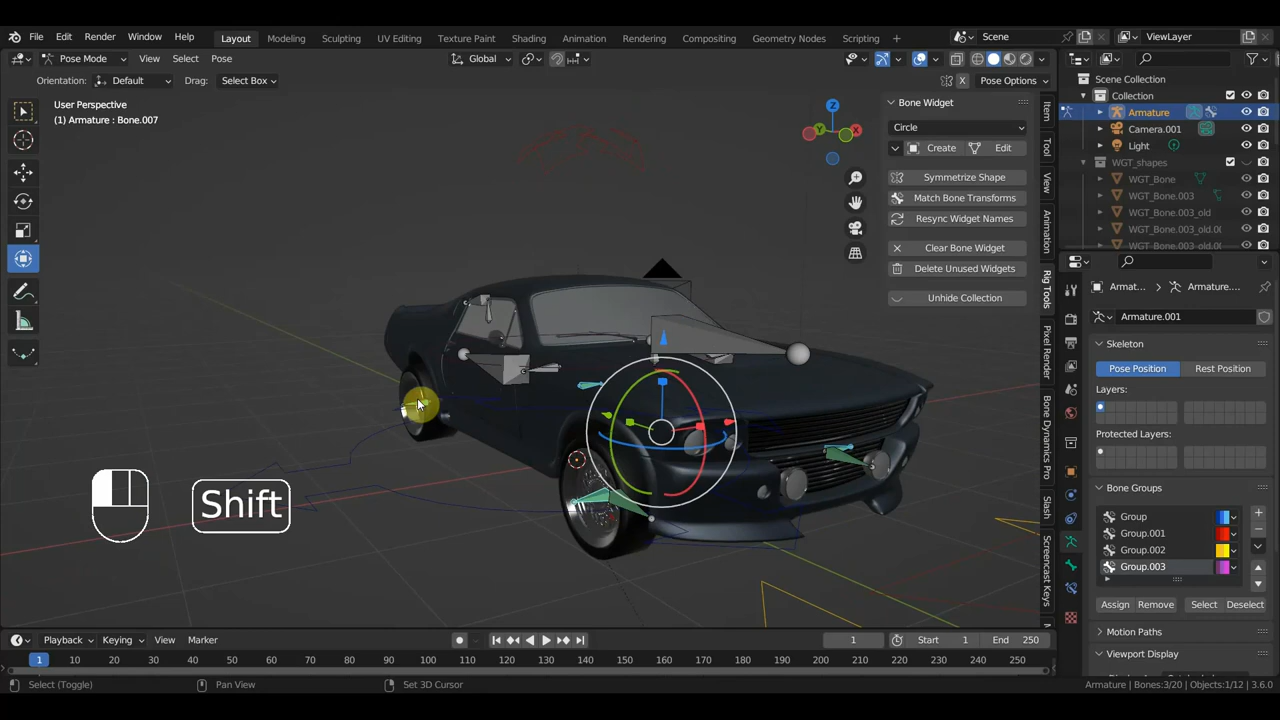 File Edit Render Window Help Layout Modeling Sculpting UV Editing Texture Paint Shading Animation Rendering Compositing Geometry Nodes Scripting + Scene ViewLayer
Pose Mode View Select Pose Global
Orientation: Default Drag: Select Box X Pose Options
User Perspective
(1) Armature : Bone.007
Z
Y
X
Bone Widget
Circle
Create Edit
Symmetrize Shape
Match Bone Transforms
Resync Widget Names
Clear Bone Widget
Delete Unused Widgets
Unhide Collection
Item
Tool
View
Animation
Rig Tools
Pixel Render
Bone Dynamics Pro
Slash
Screencast Keys
Scene Collection
Collection
Armature
Camera.001
Light
WGT_shapes
WGT_Bone
WGT_Bone.003
WGT_Bone.003_old
WGT_Bone.003_old.00
Armat... Armature...
Armature.001
Skeleton
Pose Position Rest Position
Layers:
Protected Layers:
Bone Groups
Group
Group.001
Group.002
Group.003
Assign Remove Select Deselect
Motion Paths
Viewport Display
Shift
Playback Keying View Marker 1 Start 1 End 250
1 10 20 30 40 50 60 70 80 90 100 110 120 130 140 150 160 170 180 190 200 210 220 230 240 250
Select (Toggle) Pan View Set 3D Cursor Armature | Bones:3/20 | Objects:1/12 | 3.6.0